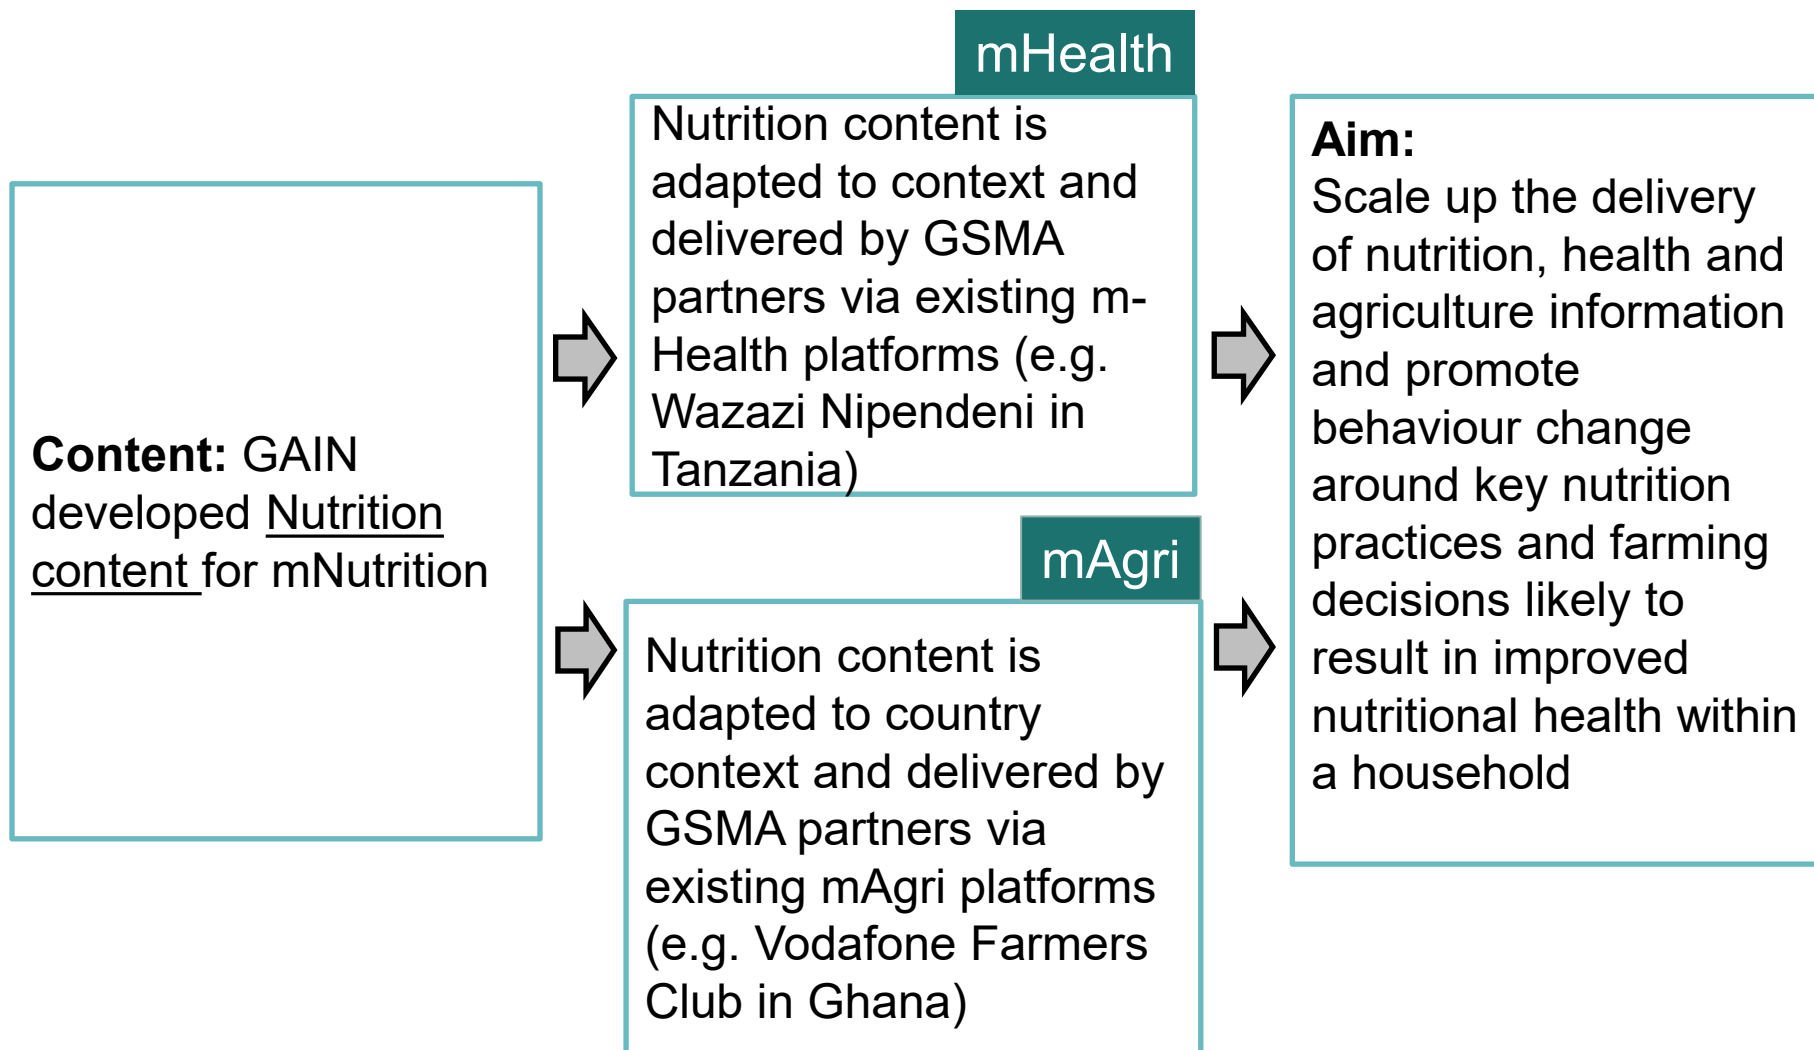 Content: GAIN
developed Nutrition
content for mNutrition
mHealth
Nutrition content is
adapted to context and
delivered by GSMA
partners via existing m-
Health platforms (e.g.
Wazazi Nipendeni in
Tanzania)
mAgri
Nutrition content is
adapted to country
context and delivered by
GSMA partners via
existing mAgri platforms
(e.g. Vodafone Farmers
Club in Ghana)
Aim:
Scale up the delivery
of nutrition, health and
agriculture information
and promote
behaviour change
around key nutrition
practices and farming
decisions likely to
result in improved
nutritional health within
a household